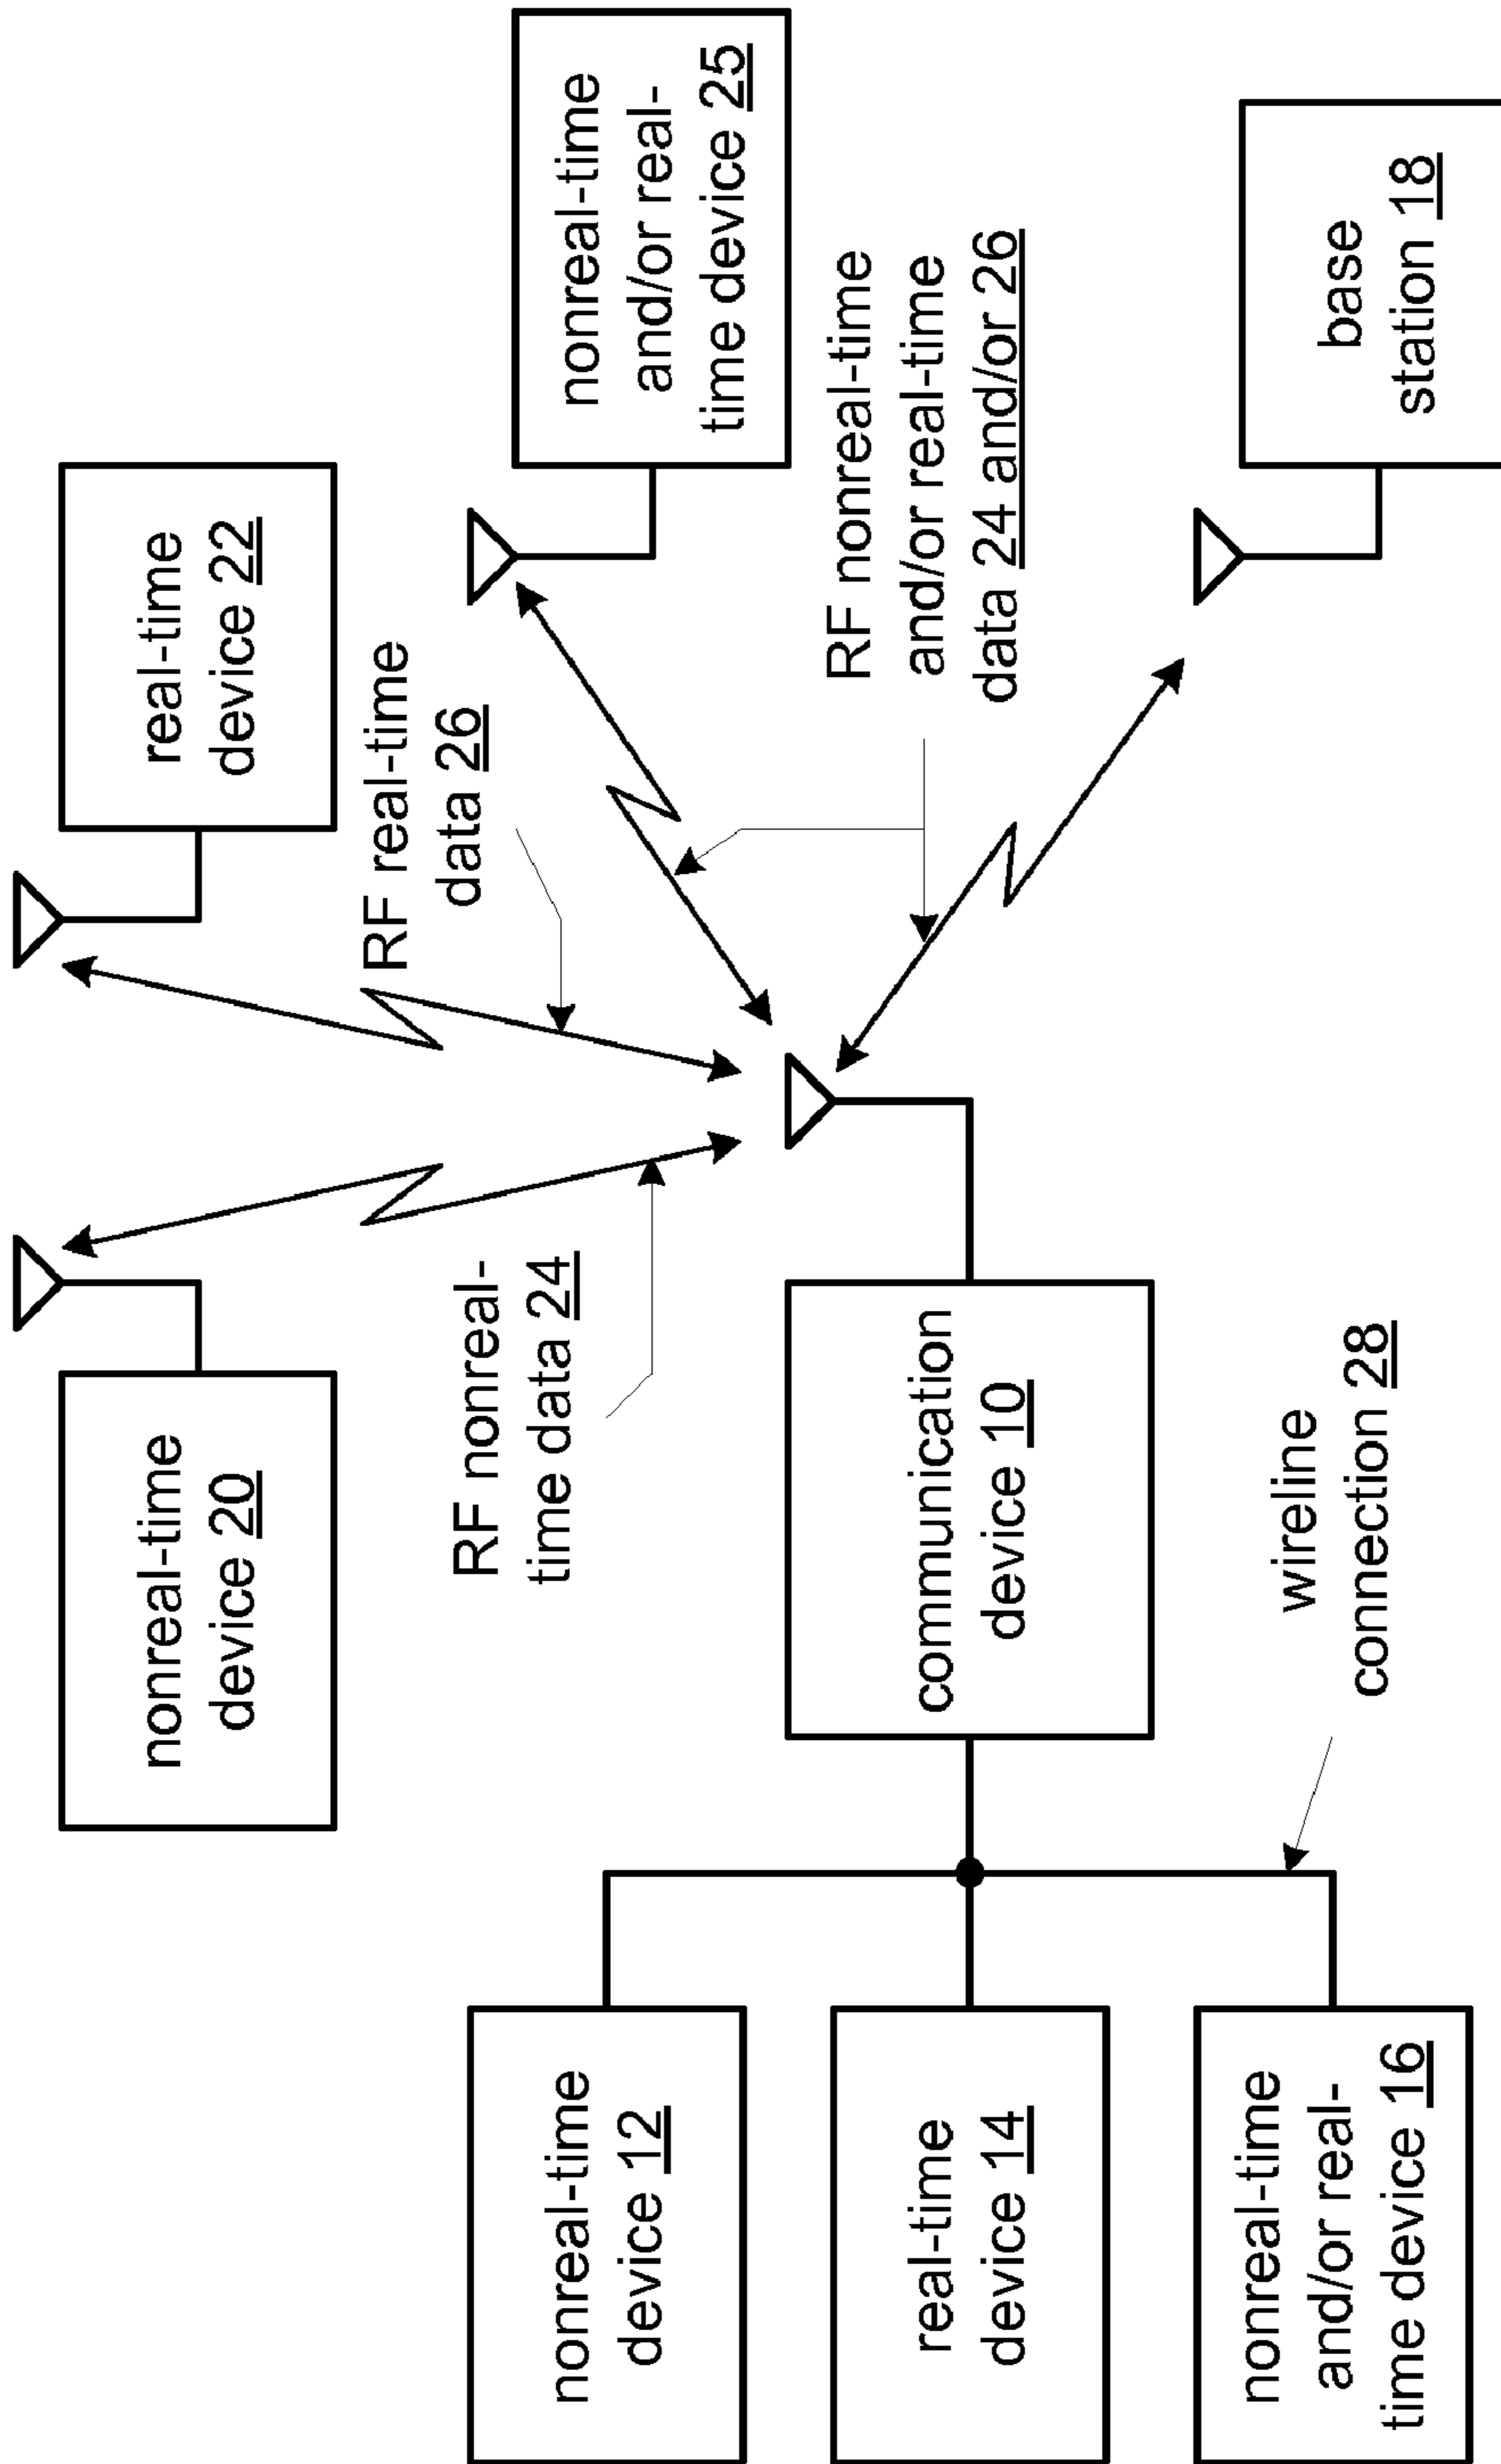 nonreal-time
device 20
real-time
device 22
RF real-time
data 26
RF nonreal-
time data 24
nonreal-time
and/or real-
time device 25
nonreal-time
device 12
communication
device 10
RF nonreal-time
and/or real-time
data 24 and/or 26
real-time
device 14
nonreal-time
and/or real-
time device 16
wireline
connection 28
base
station 18